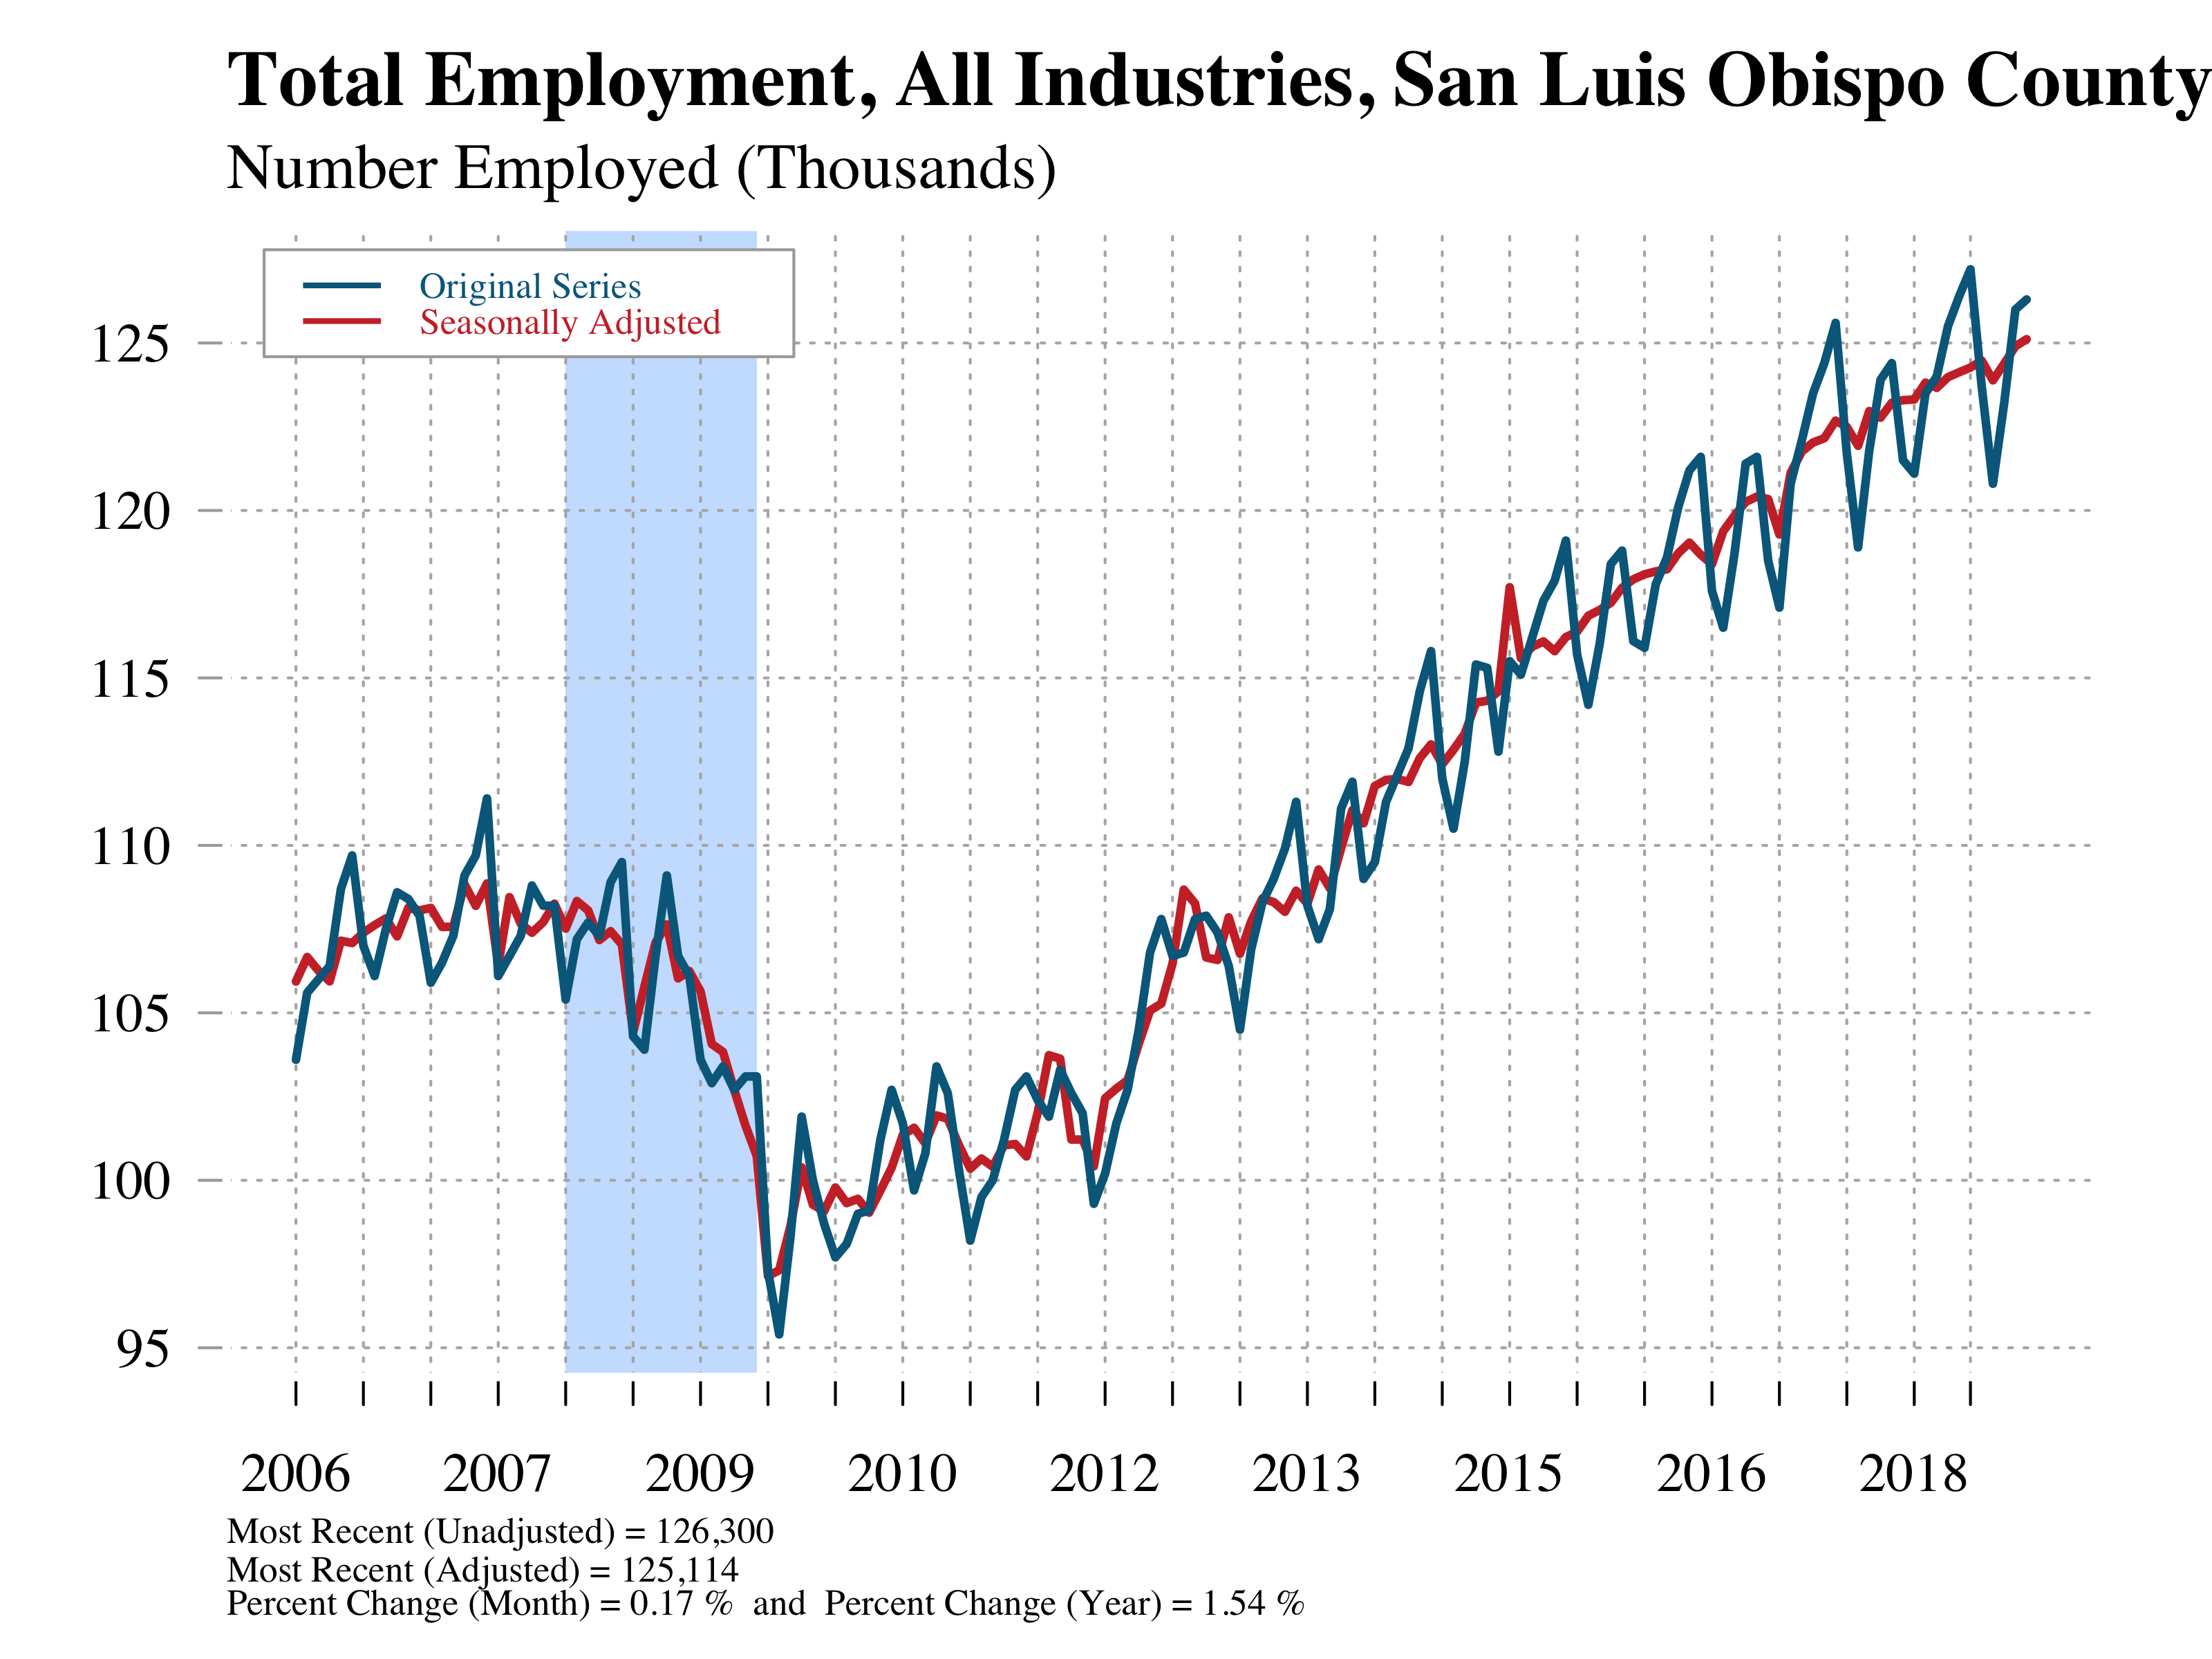 Total Employment, All Industries, San Luis Obispo County
Number Employed (Thousands)
Original Series
Seasonally Adjusted
125
120
115
110
105
100
95
2006 2007 2009 2010 2012 2013 2015 2016 2018
Most Recent (Unadjusted) = 126,300
Most Recent (Adjusted) = 125,114
Percent Change (Month) = 0.17 % and Percent Change (Year) = 1.54 %